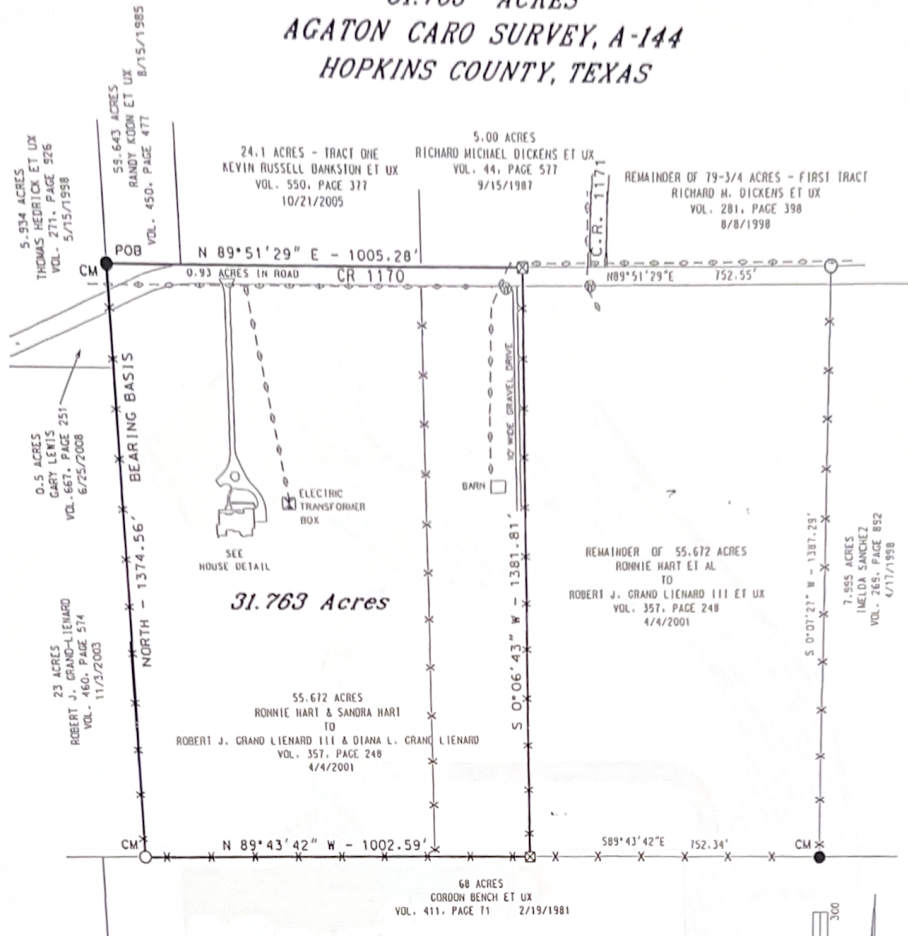 31.763 ACRES
AGATON CARO SURVEY, A-144
HOPKINS COUNTY, TEXAS
5.934 ACRES
THOMAS HEDRICK ET UX
VOL. 271, PAGE 926
5/15/1998
59.643 ACRES
RANDY KOON ET UX
VOL. 450, PAGE 477
8/15/1985
24.1 ACRES - TRACT ONE
KEVIN RUSSELL BANKSTON ET UX
VOL. 550, PAGE 377
10/21/2005
5.00 ACRES
RICHARD MICHAEL DICKENS ET UX
VOL. 44, PAGE 577
9/15/1987
C.R. 1171
REMAINDER OF 79-3/4 ACRES - FIRST TRACT
RICHARD M. DICKENS ET UX
VOL. 281, PAGE 398
8/8/1998
POB
CM
N 89°51'29" E - 1005.28'
0.93 ACRES IN ROAD
CR 1170
N89°51'29"E 752.55'
BEARING BASIS
NORTH - 1374.56'
0.5 ACRES
GARY LEWIS
VOL.667, PAGE 251
6/25/2008
ELECTRIC
TRANSFORMER
BOX
SEE
HOUSE DETAIL
BARN
10' WIDE GRAVEL DRIVE
31.763 Acres
S 0°06'43" W - 1381.81'
REMAINDER OF 55.672 ACRES
RONNIE HART ET AL
TO
ROBERT J. GRAND LIENARD III ET UX
VOL. 357, PAGE 248
4/4/2001
S 0°07'27" W - 1387.29'
7.995 ACRES
IMELDA SANCHEZ
VOL. 269, PAGE 852
4/17/1998
23 ACRES
ROBERT J. GRAND-LIENARD
VOL. 460, PAGE 574
11/3/2003
55.672 ACRES
RONNIE HART & SANDRA HART
TO
ROBERT J. GRAND LIENARD III & DIANA L. GRAND LIENARD
VOL. 357, PAGE 248
4/4/2001
CM
N 89°43'42" W - 1002.59'
S89°43'42"E 752.34'
CM
68 ACRES
GORDON BENCH ET UX
VOL. 411, PAGE 71 2/19/1981
300